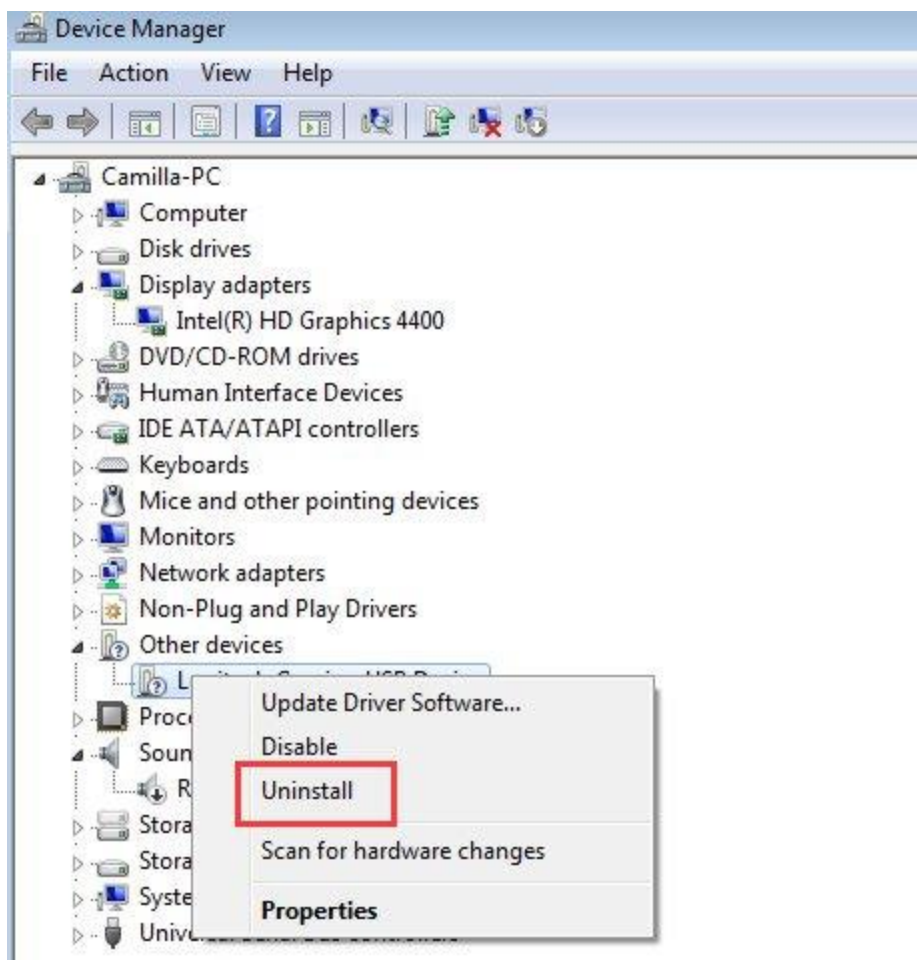 Device Manager
File Action View Help
Camilla-PC
Computer
Disk drives
Display adapters
Intel(R) HD Graphics 4400
DVD/CD-ROM drives
Human Interface Devices
IDE ATA/ATAPI controllers
Keyboards
Mice and other pointing devices
Monitors
Network adapters
Non-Plug and Play Drivers
Other devices
Update Driver Software...
Disable
Uninstall
Scan for hardware changes
Properties